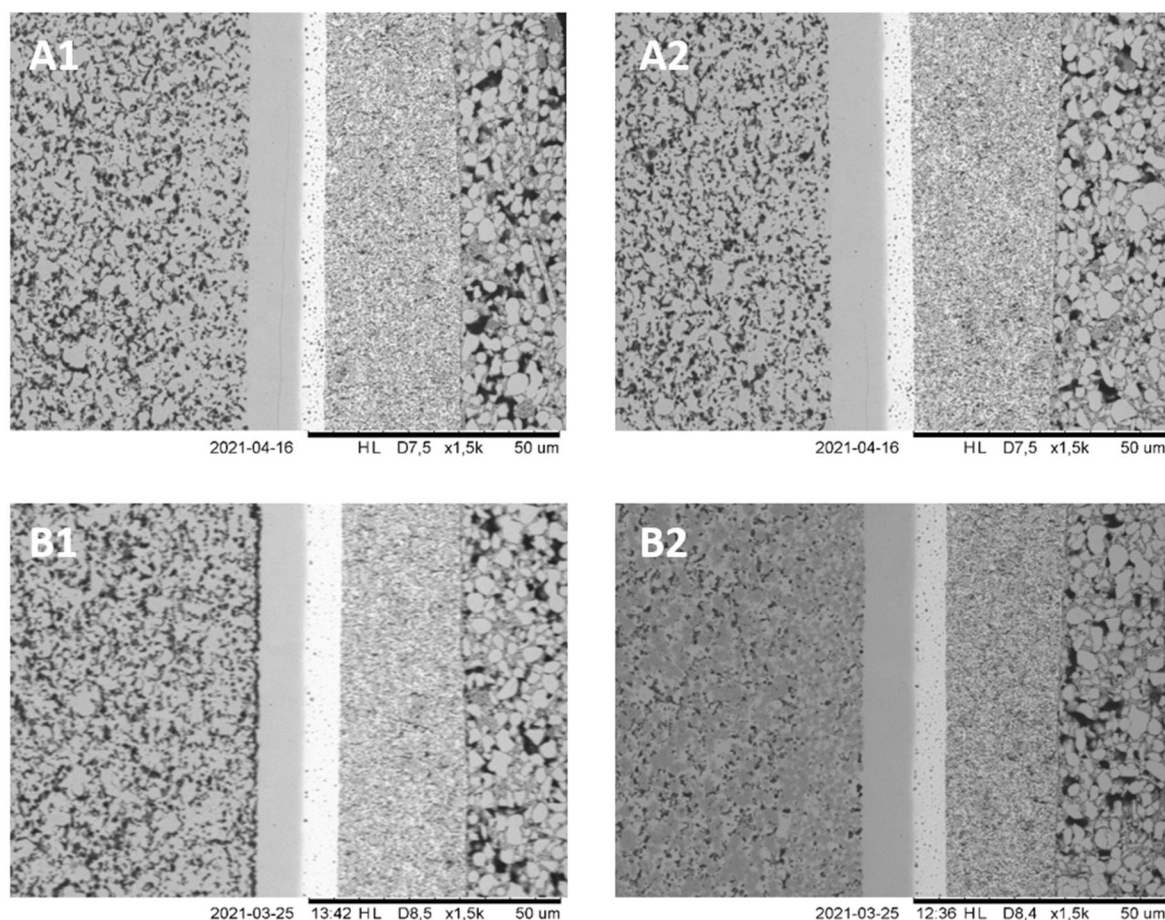 A1
A2
2021-04-16 HL D7,5 x1,5k 50 um
2021-04-16 HL D7,5 x1,5k 50 um
B1
B2
2021-03-25 13:42 HL D8,5 x1,5k 50 um
2021-03-25 12:36 HL D8,4 x1,5k 50 um